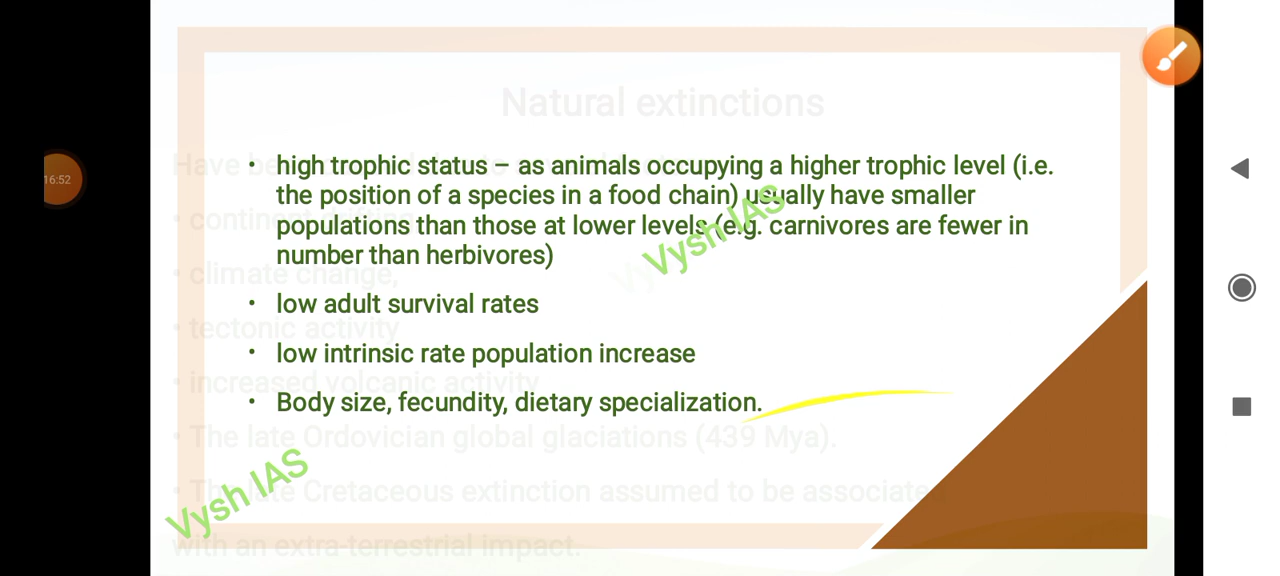 Natural extinctions
16:52
• high trophic status – as animals occupying a higher trophic level (i.e.
the position of a species in a food chain) usually have smaller
populations than those at lower levels (e.g. carnivores are fewer in
number than herbivores)
Vysh IAS
• continent
• climate change,
• low adult survival rates
• tectonic activity
• low intrinsic rate population increase
• increased volcanic activity
• Body size, fecundity, dietary specialization.
• The late Ordovician global glaciations (439 Mya).
Vysh IAS
• The late Cretaceous extinction assumed to be associated
with an extra-terrestrial impact.